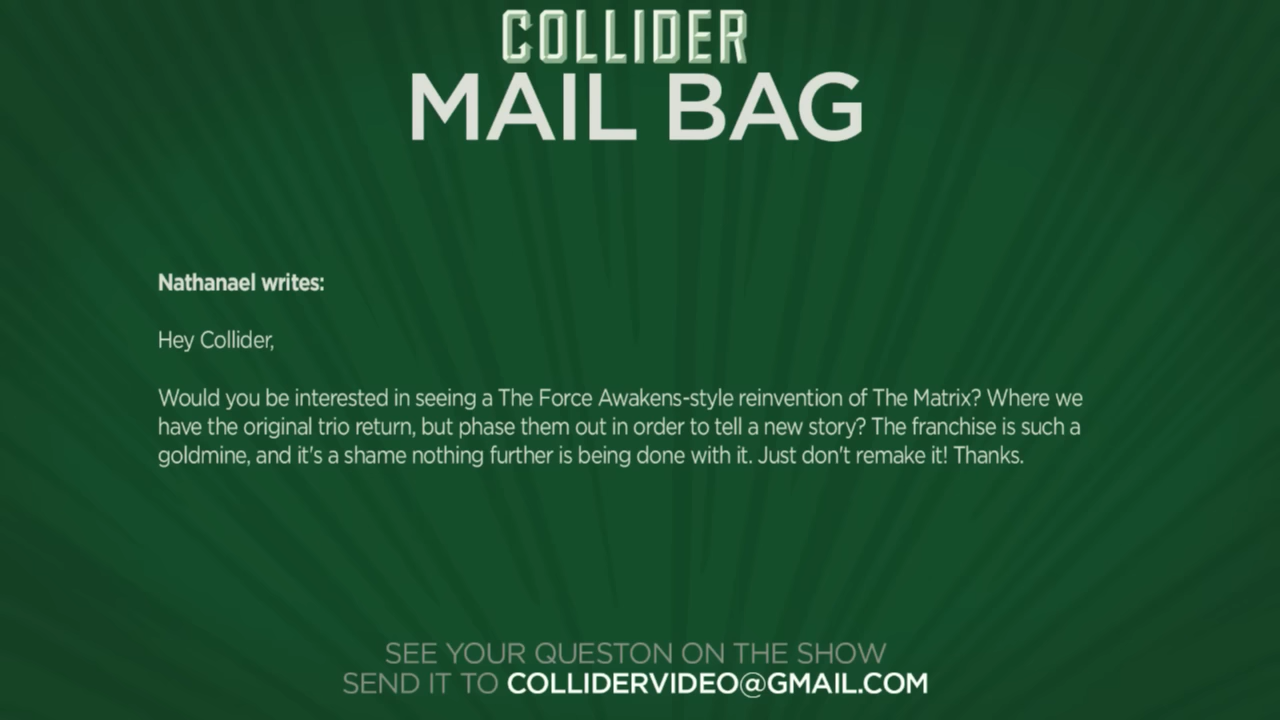 COLLIDER
MAIL BAG
Nathanael writes:
Hey Collider,
Would you be interested in seeing a The Force Awakens-style reinvention of The Matrix? Where we
have the original trio return, but phase them out in order to tell a new story? The franchise is such a
goldmine, and it's a shame nothing further is being done with it. Just don't remake it! Thanks.
SEE YOUR QUESTON ON THE SHOW
SEND IT TO COLLIDERVIDEO@GMAIL.COM